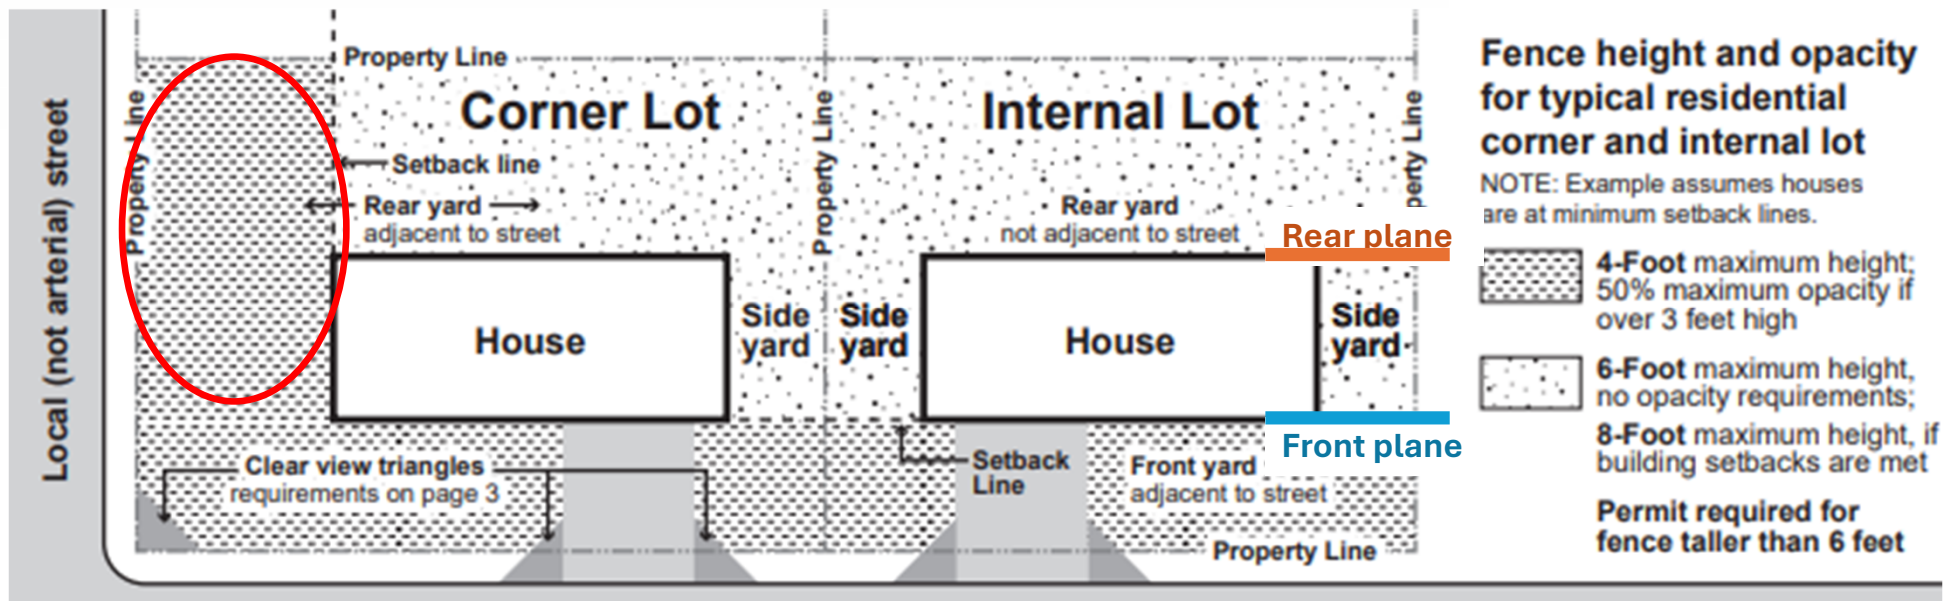 Local (not arterial) street
Property Line
Property Line
Corner Lot
Setback line
Rear yard
adjacent to street
House
Side
yard
Clear view triangles
requirements on page 3
Property Line
Internal Lot
Rear yard
not adjacent to street
Side
yard
House
Side
yard
Rear plane
Front plane
Setback
Line
Front yard
adjacent to street
Property Line
perty Line
Fence height and opacity
for typical residential
corner and internal lot
NOTE: Example assumes houses
are at minimum setback lines.
4-Foot maximum height;
50% maximum opacity if
over 3 feet high
6-Foot maximum height,
no opacity requirements;
8-Foot maximum height, if
building setbacks are met
Permit required for
fence taller than 6 feet